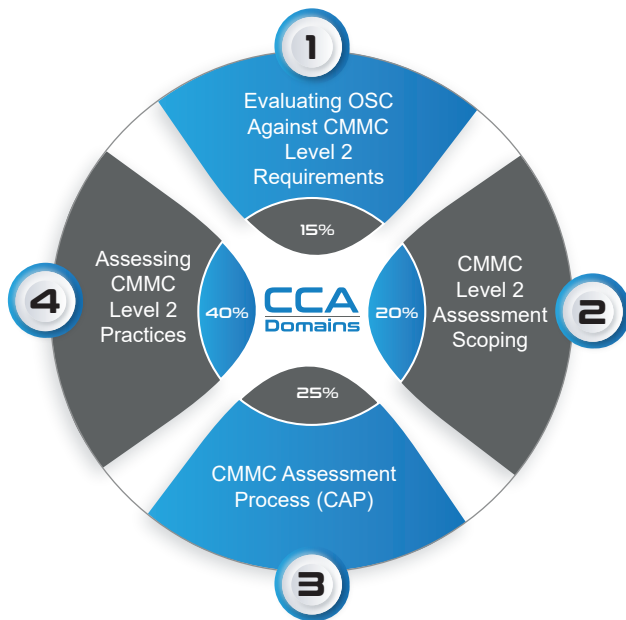 1
Evaluating OSC
Against CMMC
Level 2
Requirements
15%
4
Assessing
CMMC
Level 2
Practices
40%
CCA
Domains
20%
CMMC
Level 2
Assessment
Scoping
2
25%
CMMC Assessment
Process (CAP)
3